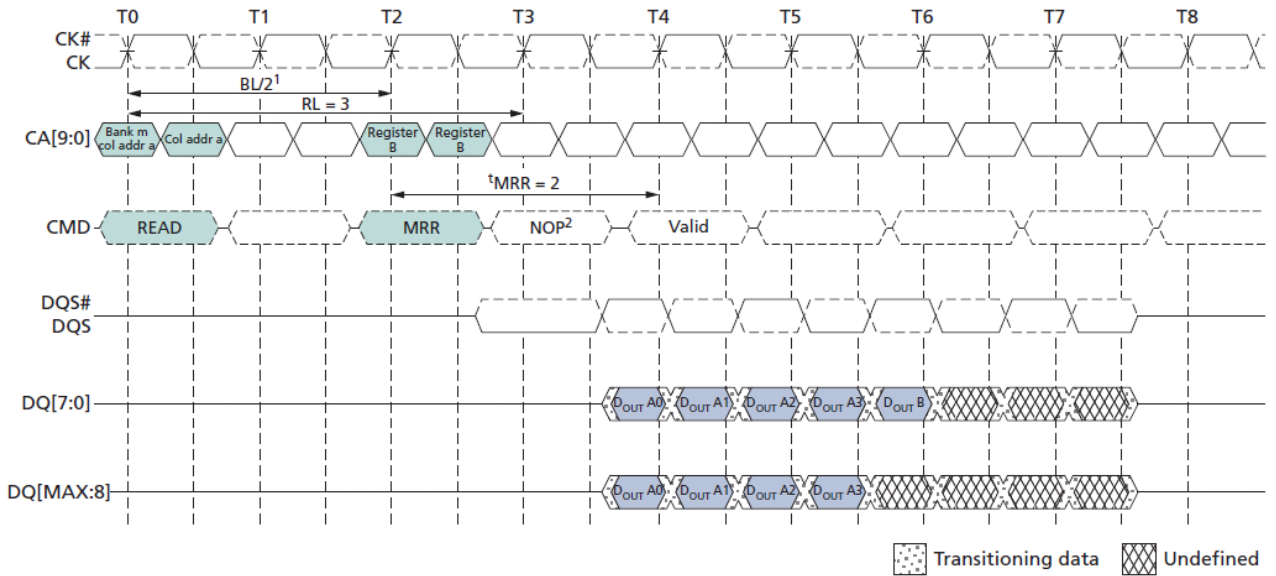 T0 T1 T2 T3 T4 T5 T6 T7 T8
CK#
CK
BL/2¹
RL = 3
CA[9:0] Bank m col addr a Col addr a Register B Register B
ᵗMRR = 2
CMD READ MRR NOP² Valid
DQS#
DQS
DQ[7:0] DOUT A0 DOUT A1 DOUT A2 DOUT A3 DOUT B
DQ[MAX:8] DOUT A0 DOUT A1 DOUT A2 DOUT A3
Transitioning data Undefined